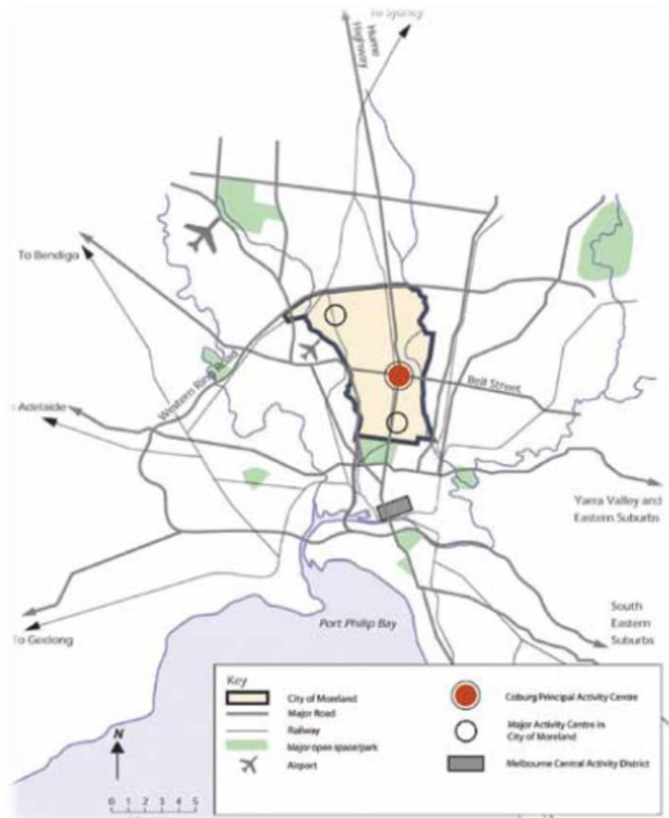 To Sydney
Hume
Highway
To Bendigo
Western Ring Road
Bell Street
Adelaide
Yarra Valley and
Eastern Suburbs
South
Eastern
Suburbs
To Geelong
Port Philip Bay
Key
City of Moreland
Major Road
Railway
Major open space/park
Airport
Coburg Principal Activity Centre
Major Activity Centre in
City of Moreland
Melbourne Central Activity District
N
0 1 2 3 4 5